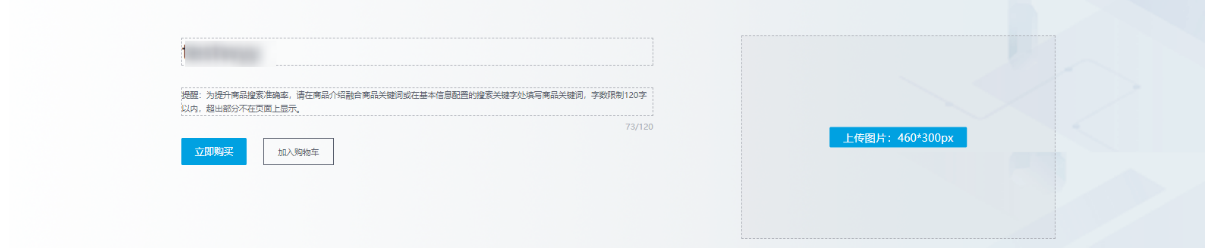 提醒：为提升商品搜索准确率，请在商品介绍融合商品关键词或在基本信息配置的搜索关键字处填写商品关键词，字数限制120字
以内，超出部分不在页面上显示。
73/120
立即购买
加入购物车
上传图片：460*300px